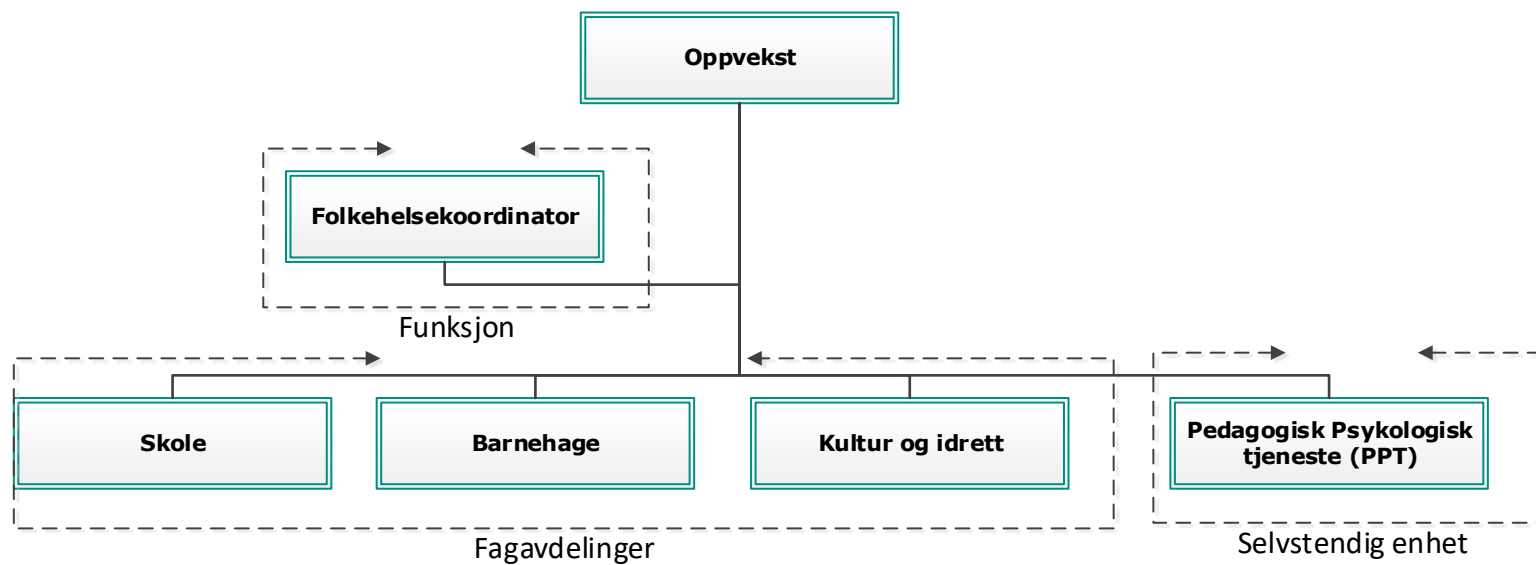 Oppvekst
Folkehelsekoordinator
Funksjon
Skole
Barnehage
Kultur og idrett
Pedagogisk Psykologisk
tjeneste (PPT)
Fagavdelinger
Selvstendig enhet